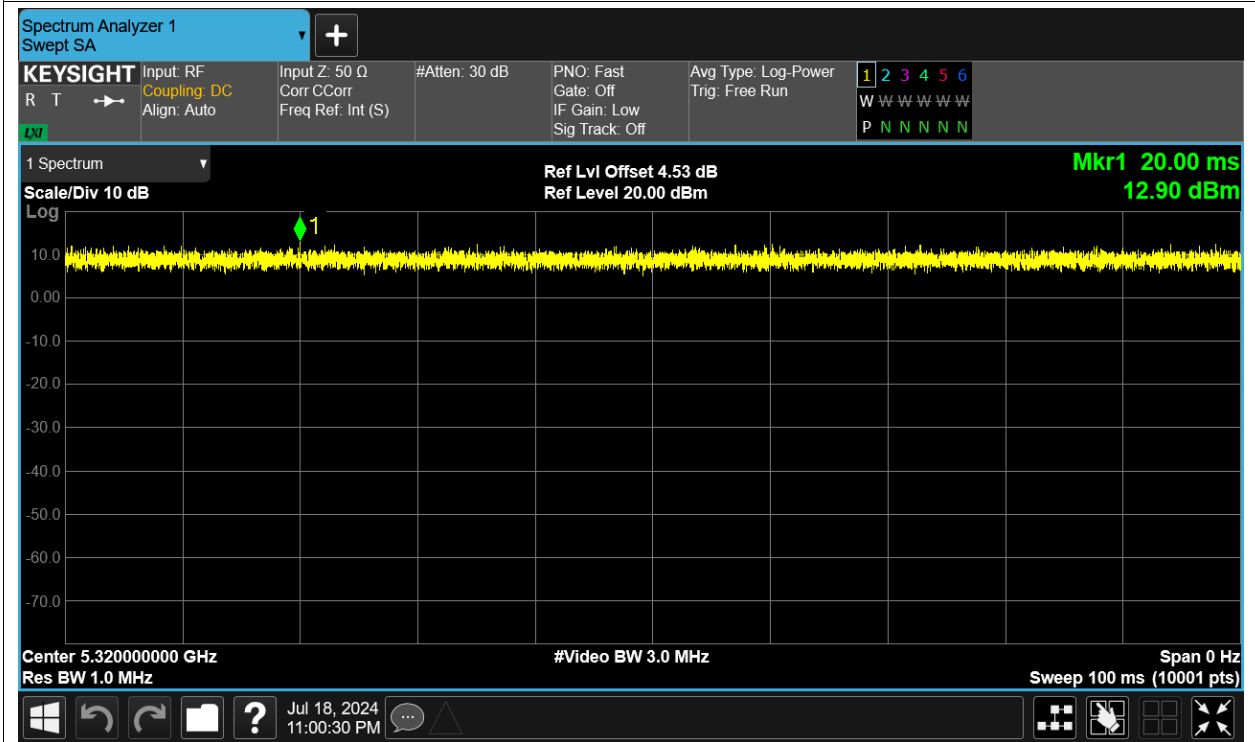 Spectrum Analyzer 1
Swept SA
+
KEYSIGHT
R T
LXI
Input: RF
Coupling: DC
Align: Auto
Input Z: 50 Ω
Corr CCorr
Freq Ref: Int (S)
#Atten: 30 dB
PNO: Fast
Gate: Off
IF Gain: Low
Sig Track: Off
Avg Type: Log-Power
Trig: Free Run
1 2 3 4 5 6
W W W W W W
P N N N N N
1 Spectrum
Scale/Div 10 dB
Log
Ref Lvl Offset 4.53 dB
Ref Level 20.00 dBm
Mkr1 20.00 ms
12.90 dBm
1
10.0
0.00
-10.0
-20.0
-30.0
-40.0
-50.0
-60.0
-70.0
Center 5.320000000 GHz
Res BW 1.0 MHz
#Video BW 3.0 MHz
Span 0 Hz
Sweep 100 ms (10001 pts)
?
Jul 18, 2024
11:00:30 PM